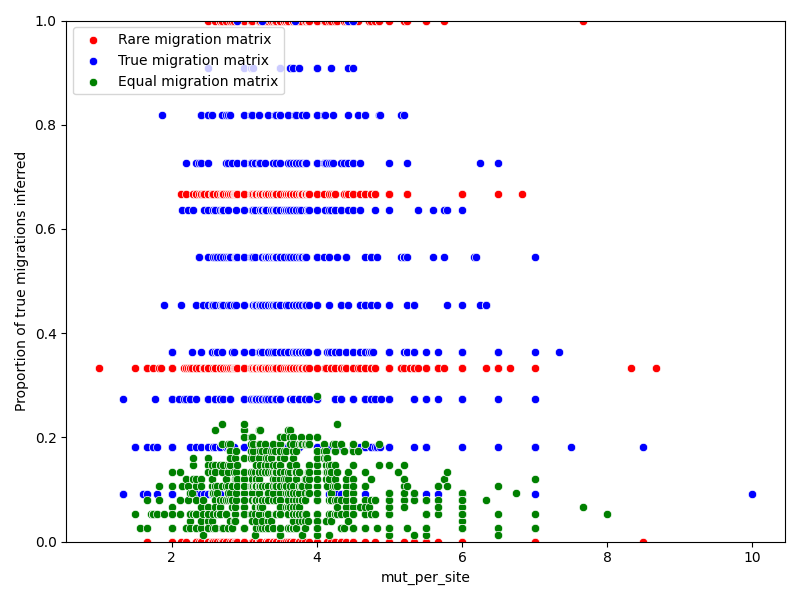 Rare migration matrix
True migration matrix
Equal migration matrix
Proportion of true migrations inferred
1.0
0.8
0.6
0.4
0.2
0.0
2 4 6 8 10
mut_per_site